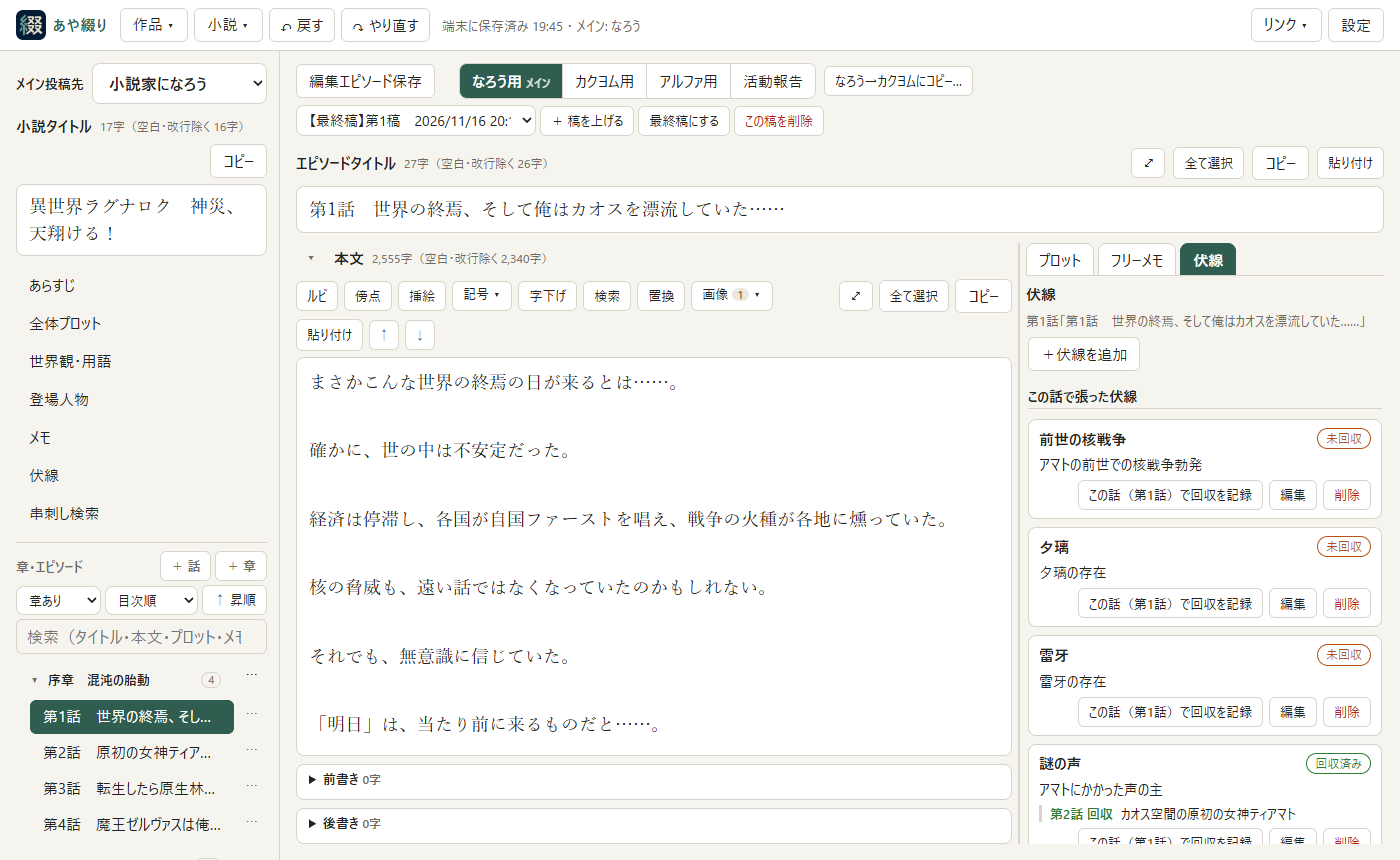 綴 あや綴り 作品▾ 小説▾ ↶ 戻す ↷ やり直す 端末に保存済み 19:45・メイン: なろう リンク▾ 設定
メイン投稿先 小説家になろう
小説タイトル 17字（空白・改行除く16字）
コピー
異世界ラグナロク　神災、
天翔ける！
あらすじ
全体プロット
世界観・用語
登場人物
メモ
伏線
串刺し検索
章・エピソード ＋ 話 ＋ 章
章あり 目次順 ↑ 昇順
検索（タイトル・本文・プロット・メモ
▾ 序章　混沌の胎動 4 …
第1話　世界の終焉、そし... …
第2話　原初の女神ティア... …
第3話　転生したら原生林... …
第4話　魔王ゼルヴァスは俺... …
編集エピソード保存 なろう用 メイン カクヨム用 アルファ用 活動報告 なろう→カクヨムにコピー...
【最終稿】第1稿　2026/11/16 20:1 ＋ 稿を上げる 最終稿にする この稿を削除
エピソードタイトル 27字（空白・改行除く26字） ⤢ 全て選択 コピー 貼り付け
第1話　世界の終焉、そして俺はカオスを漂流していた……
▾ 本文 2,555字（空白・改行除く2,340字）
ルビ 傍点 挿絵 記号▾ 字下げ 検索 置換 画像 1 ▾ ⤢ 全て選択 コピー
貼り付け ↑ ↓
まさかこんな世界の終焉の日が来るとは……。
確かに、世の中は不安定だった。
経済は停滞し、各国が自国ファーストを唱え、戦争の火種が各地に燻っていた。
核の脅威も、遠い話ではなくなっていたのかもしれない。
それでも、無意識に信じていた。
「明日」は、当たり前に来るものだと……。
▶ 前書き 0字
▶ 後書き 0字
プロット フリーメモ 伏線
伏線
第1話「第1話　世界の終焉、そして俺はカオスを漂流していた……」
＋伏線を追加
この話で張った伏線
前世の核戦争 未回収
アマトの前世での核戦争勃発
この話（第1話）で回収を記録 編集 削除
夕璃 未回収
夕璃の存在
この話（第1話）で回収を記録 編集 削除
雷牙 未回収
雷牙の存在
この話（第1話）で回収を記録 編集 削除
謎の声 回収済み
アマトにかかった声の主
第2話 回収 カオス空間の原初の女神ティアマト
この話（第1話）で回収を記録 編集 削除